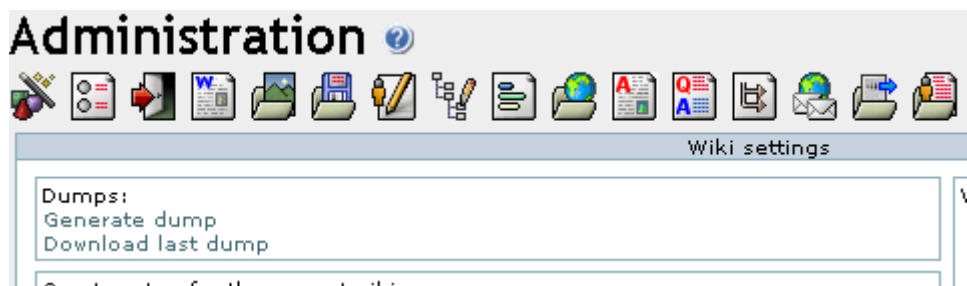 Administration
Wiki settings
Dumps:
Generate dump
Download last dump